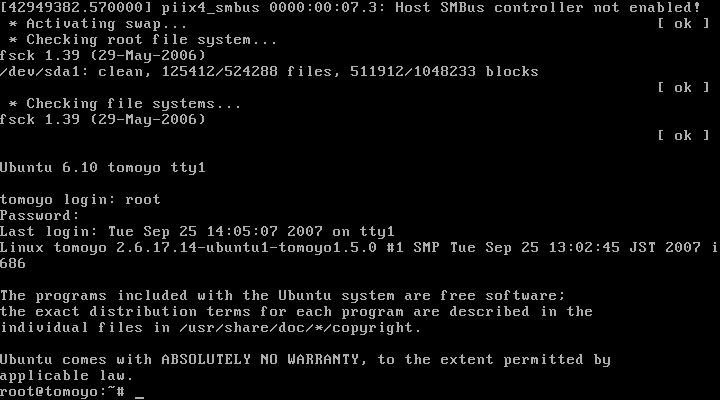 [42949382.570000] piix4_smbus 0000:00:07.3: Host SMBus controller not enabled!
 * Activating swap... [ ok ]
 * Checking root file system...
fsck 1.39 (29-May-2006)
/dev/sda1: clean, 125412/524288 files, 511912/1048233 blocks
[ ok ]
 * Checking file systems...
fsck 1.39 (29-May-2006)
[ ok ]
Ubuntu 6.10 tomoyo tty1
tomoyo login: root
Password:
Last login: Tue Sep 25 14:05:07 2007 on tty1
Linux tomoyo 2.6.17.14-ubuntu1-tomoyo1.5.0 #1 SMP Tue Sep 25 13:02:45 JST 2007 i
686
The programs included with the Ubuntu system are free software;
the exact distribution terms for each program are described in the
individual files in /usr/share/doc/*/copyright.
Ubuntu comes with ABSOLUTELY NO WARRANTY, to the extent permitted by
applicable law.
root@tomoyo:~# _